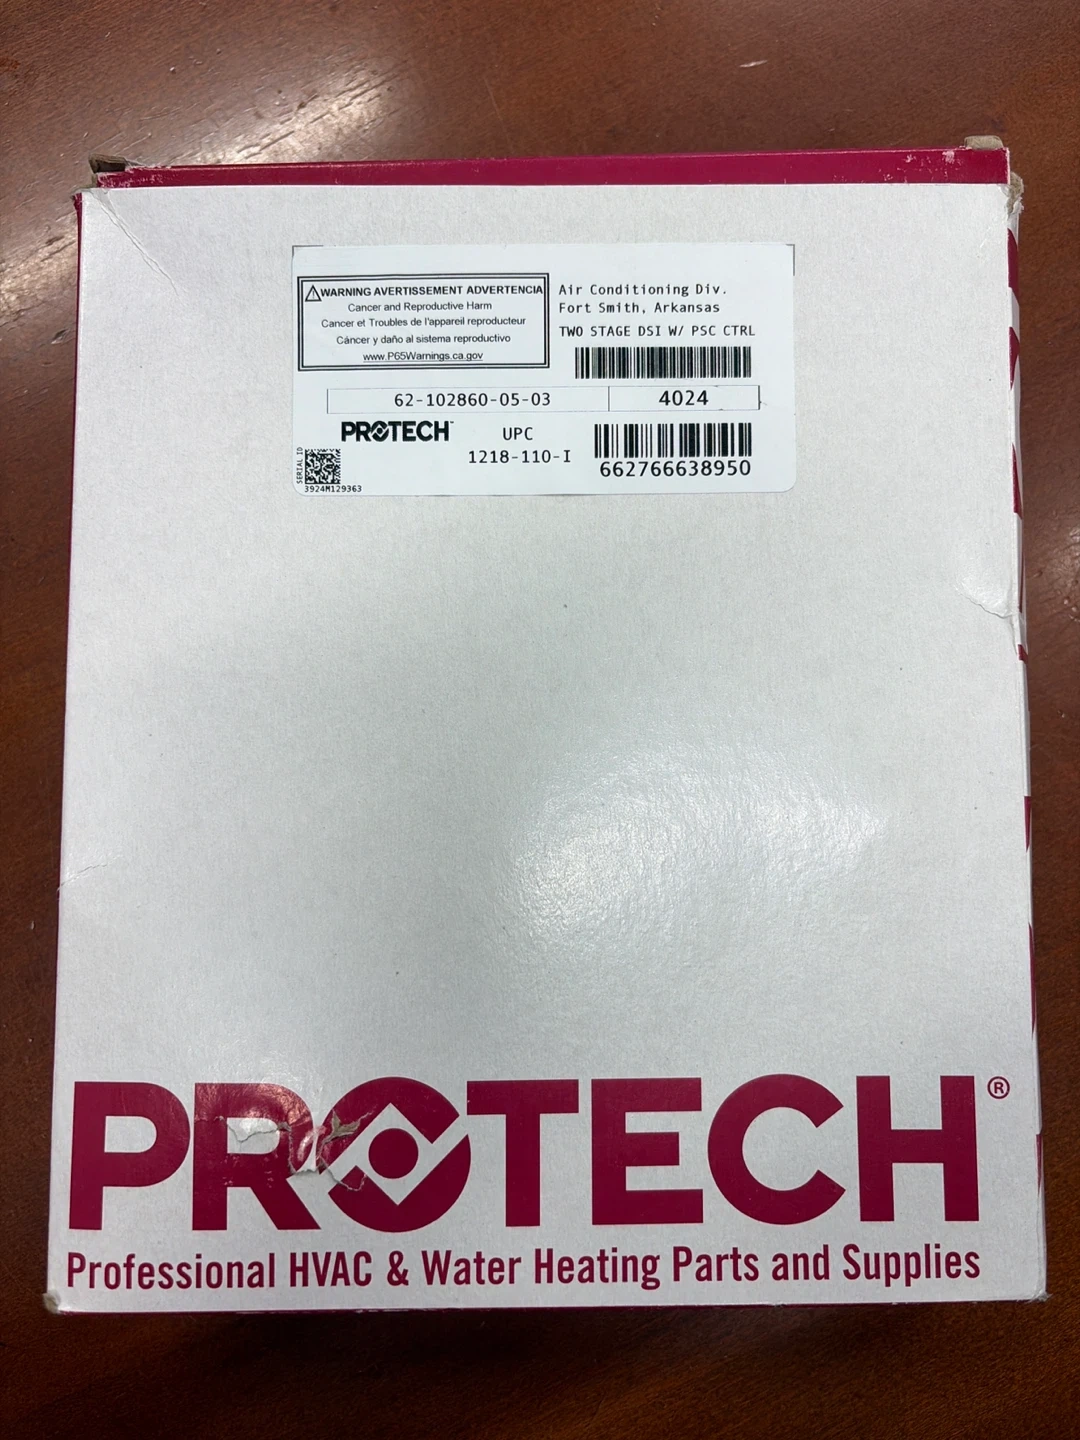 WARNING AVERTISSEMENT ADVERTENCIA
Cancer and Reproductive Harm
Cancer et Troubles de l'appareil reproducteur
Cáncer y daño al sistema reproductivo
www.P65Warnings.ca.gov
Air Conditioning Div.
Fort Smith, Arkansas
TWO STAGE DSI W/ PSC CTRL
62-102860-05-03
4024
PROTECH™
UPC
1218-110-I
662766638950
SERIAL ID
3924M129363
PROTECH®
Professional HVAC & Water Heating Parts and Supplies